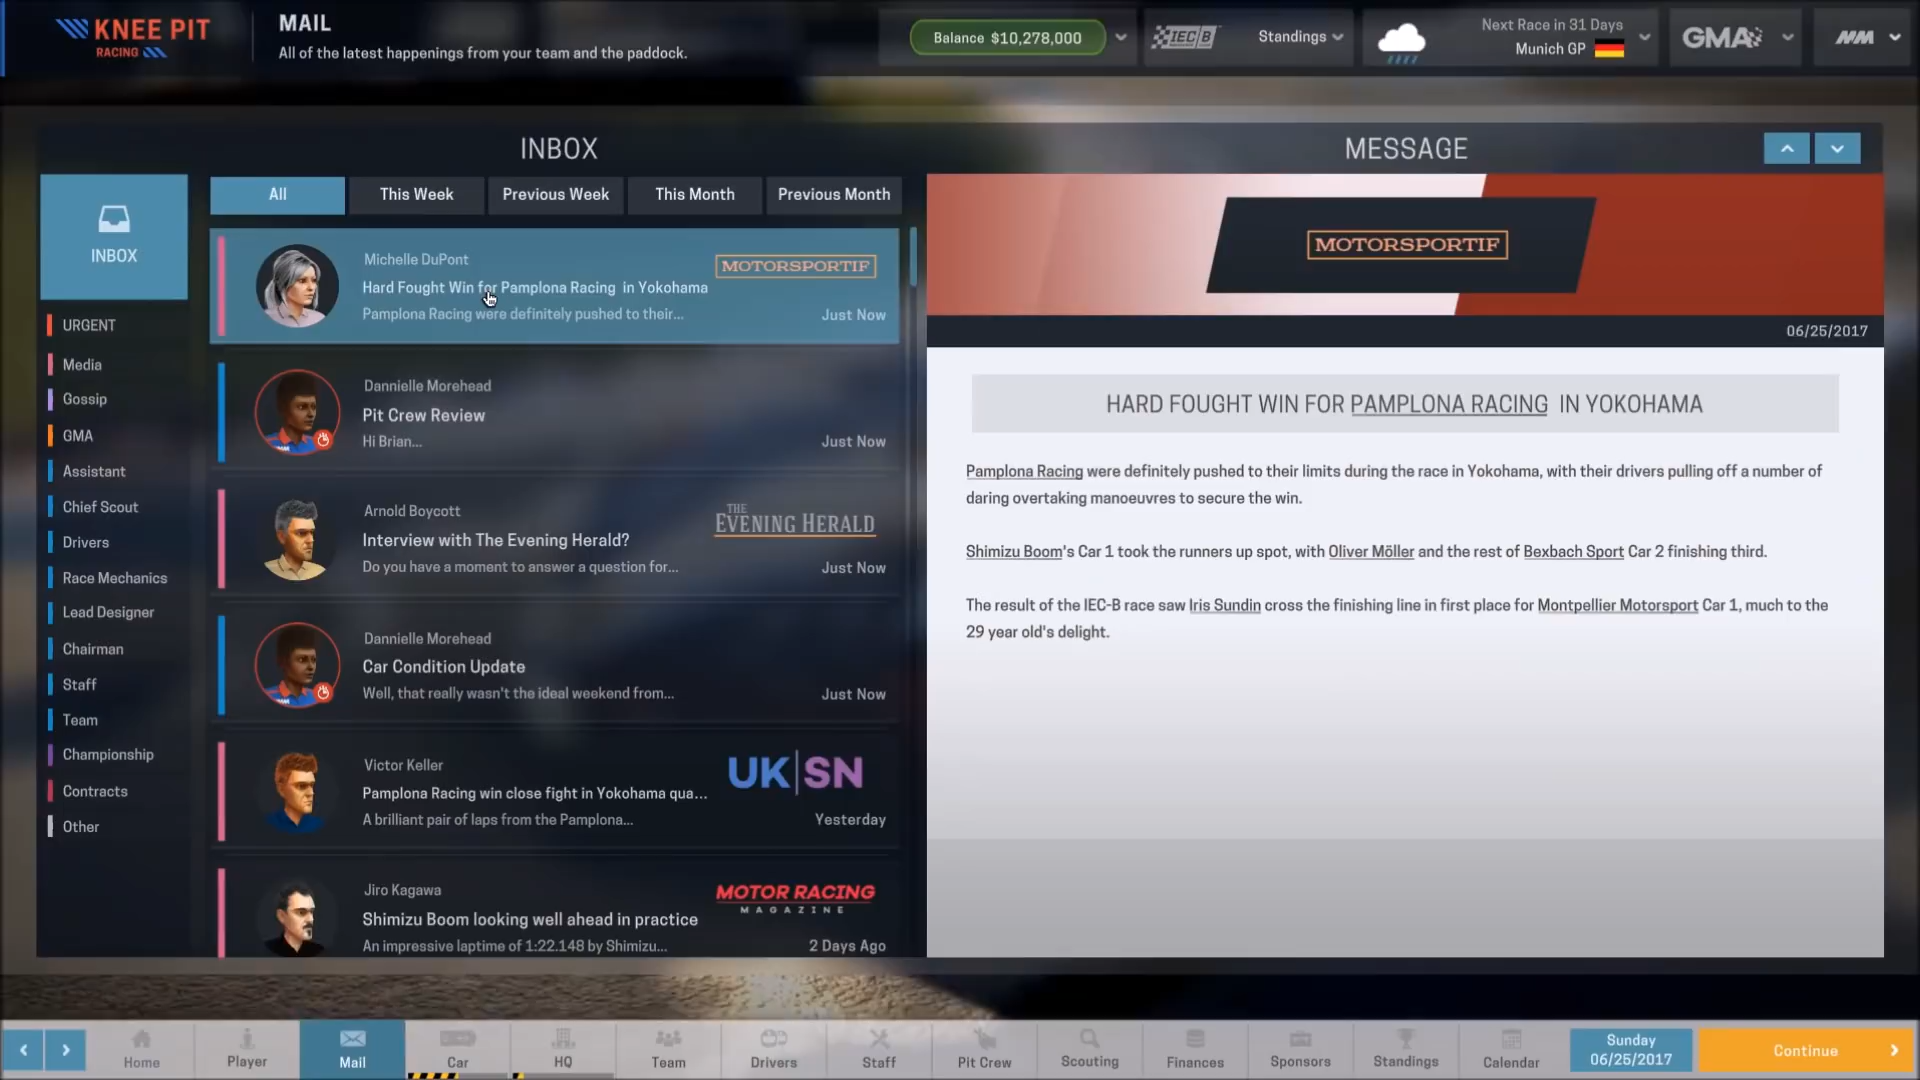 KNEE PIT
RACING
MAIL
All of the latest happenings from your team and the paddock.
Balance $10,278,000
IEC B
Standings
Next Race in 31 Days
Munich GP
GMA
MM
INBOX
MESSAGE
INBOX
URGENT
Media
Gossip
GMA
Assistant
Chief Scout
Drivers
Race Mechanics
Lead Designer
Chairman
Staff
Team
Championship
Contracts
Other
All
This Week
Previous Week
This Month
Previous Month
Michelle DuPont
MOTORSPORTIF
Hard Fought Win for Pamplona Racing in Yokohama
Pamplona Racing were definitely pushed to their...
Just Now
Dannielle Morehead
Pit Crew Review
Hi Brian...
Just Now
Arnold Boycott
THE
EVENING HERALD
Interview with The Evening Herald?
Do you have a moment to answer a question for...
Just Now
Dannielle Morehead
Car Condition Update
Well, that really wasn't the ideal weekend from...
Just Now
Victor Keller
UK|SN
Pamplona Racing win close fight in Yokohama qua...
A brilliant pair of laps from the Pamplona...
Yesterday
Jiro Kagawa
MOTOR RACING
MAGAZINE
Shimizu Boom looking well ahead in practice
An impressive laptime of 1:22.148 by Shimizu...
2 Days Ago
MOTORSPORTIF
06/25/2017
HARD FOUGHT WIN FOR PAMPLONA RACING IN YOKOHAMA
Pamplona Racing were definitely pushed to their limits during the race in Yokohama, with their drivers pulling off a number of
daring overtaking manoeuvres to secure the win.
Shimizu Boom's Car 1 took the runners up spot, with Oliver Möller and the rest of Bexbach Sport Car 2 finishing third.
The result of the IEC-B race saw Iris Sundin cross the finishing line in first place for Montpellier Motorsport Car 1, much to the
29 year old's delight.
Home
Player
Mail
Car
HQ
Team
Drivers
Staff
Pit Crew
Scouting
Finances
Sponsors
Standings
Calendar
Sunday
06/25/2017
Continue